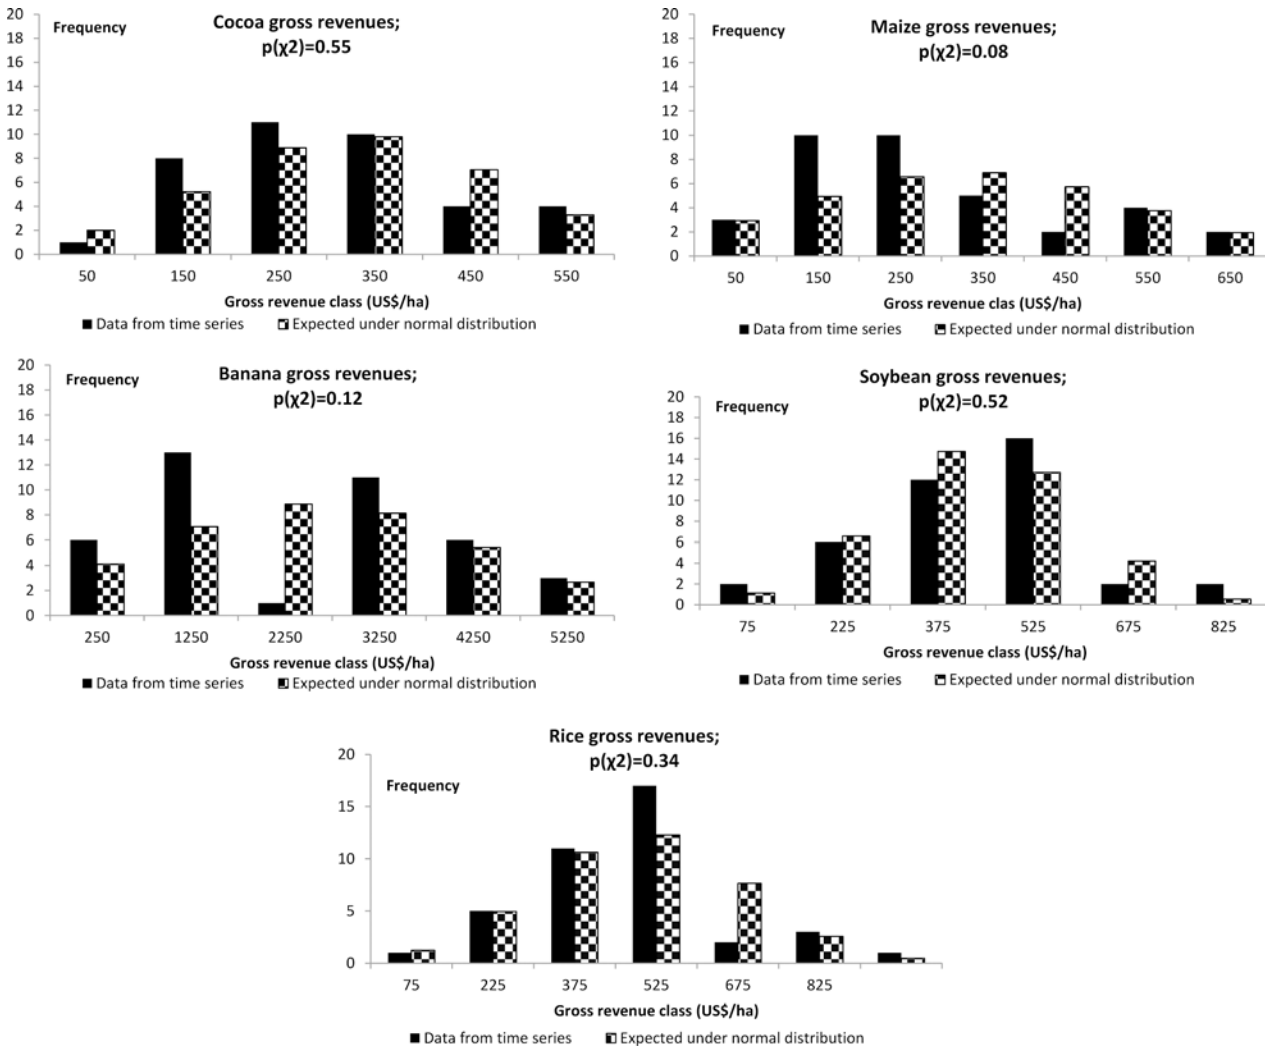 Cocoa gross revenues;
p(χ2)=0.55
Frequency
20
18
16
14
12
10
8
6
4
2
0
50 150 250 350 450 550
Gross revenue class (US$/ha)
Data from time series Expected under normal distribution
Maize gross revenues;
p(χ2)=0.08
Frequency
20
18
16
14
12
10
8
6
4
2
0
50 150 250 350 450 550 650
Gross revenue clas (US$/ha)
Data from time series Expected under normal distribution
Banana gross revenues;
p(χ2)=0.12
Frequency
20
18
16
14
12
10
8
6
4
2
0
250 1250 2250 3250 4250 5250
Gross revenue class (US$/ha)
Data from time series Expected under normal distribution
Soybean gross revenues;
p(χ2)=0.52
Frequency
20
18
16
14
12
10
8
6
4
2
0
75 225 375 525 675 825
Gross revenue class (US$/ha)
Data from time series Expected under normal distribution
Rice gross revenues;
p(χ2)=0.34
Frequency
20
15
10
5
0
75 225 375 525 675 825
Gross revenue class (US$/ha)
Data from time series Expected under normal distribution